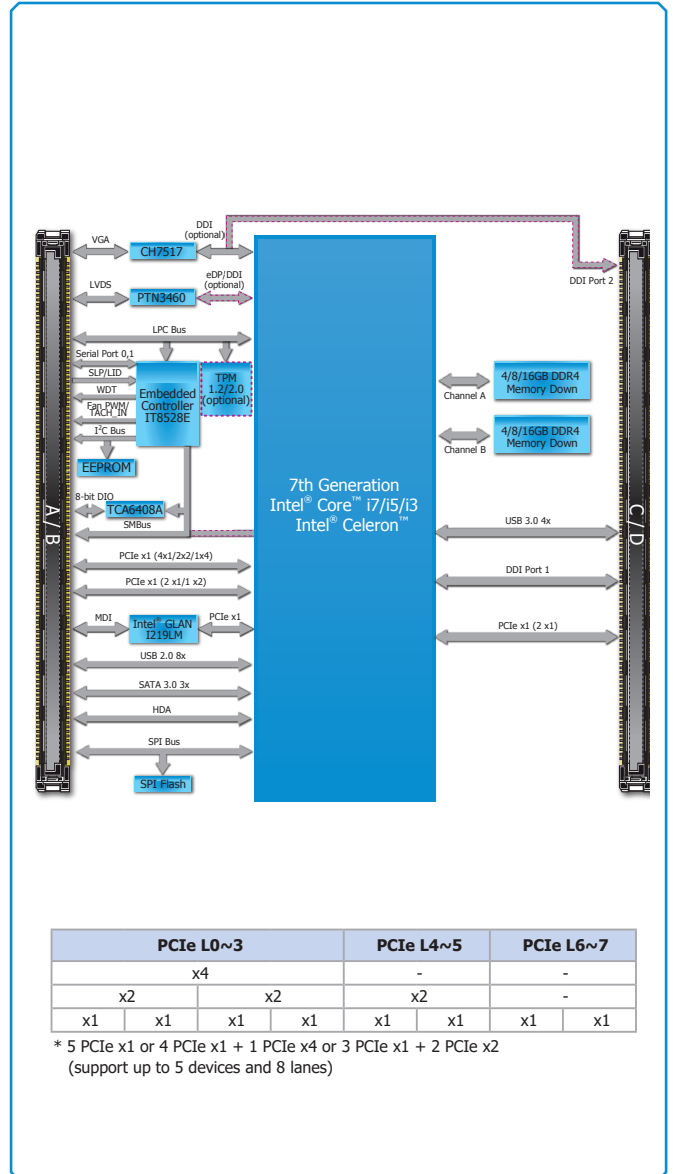 DDI
(optional)
VGA
CH7517
DDI Port 2
eDP/DDI
(optional)
LVDS
PTN3460
LPC Bus
Serial Port 0,1
SLP/LID
WDT
Fan PWM/
TACH_IN
I²C Bus
Embedded
Controller
IT8528E
TPM
1.2/2.0
(optional)
EEPROM
8-bit DIO
TCA6408A
SMBus
A / B
PCIe x1 (4x1/2x2/1x4)
PCIe x1 (2 x1/1 x2)
MDI
Intel® GLAN
I219LM
PCIe x1
USB 2.0 8x
SATA 3.0 3x
HDA
SPI Bus
SPI Flash
7th Generation
Intel® Core™ i7/i5/i3
Intel® Celeron™
Channel A
4/8/16GB DDR4
Memory Down
Channel B
4/8/16GB DDR4
Memory Down
USB 3.0 4x
DDI Port 1
PCIe x1 (2 x1)
C / D
PCIe L0~3 PCIe L4~5 PCIe L6~7
x4 - -
x2 x2 x2 -
x1 x1 x1 x1 x1 x1 x1 x1
* 5 PCIe x1 or 4 PCIe x1 + 1 PCIe x4 or 3 PCIe x1 + 2 PCIe x2
(support up to 5 devices and 8 lanes)